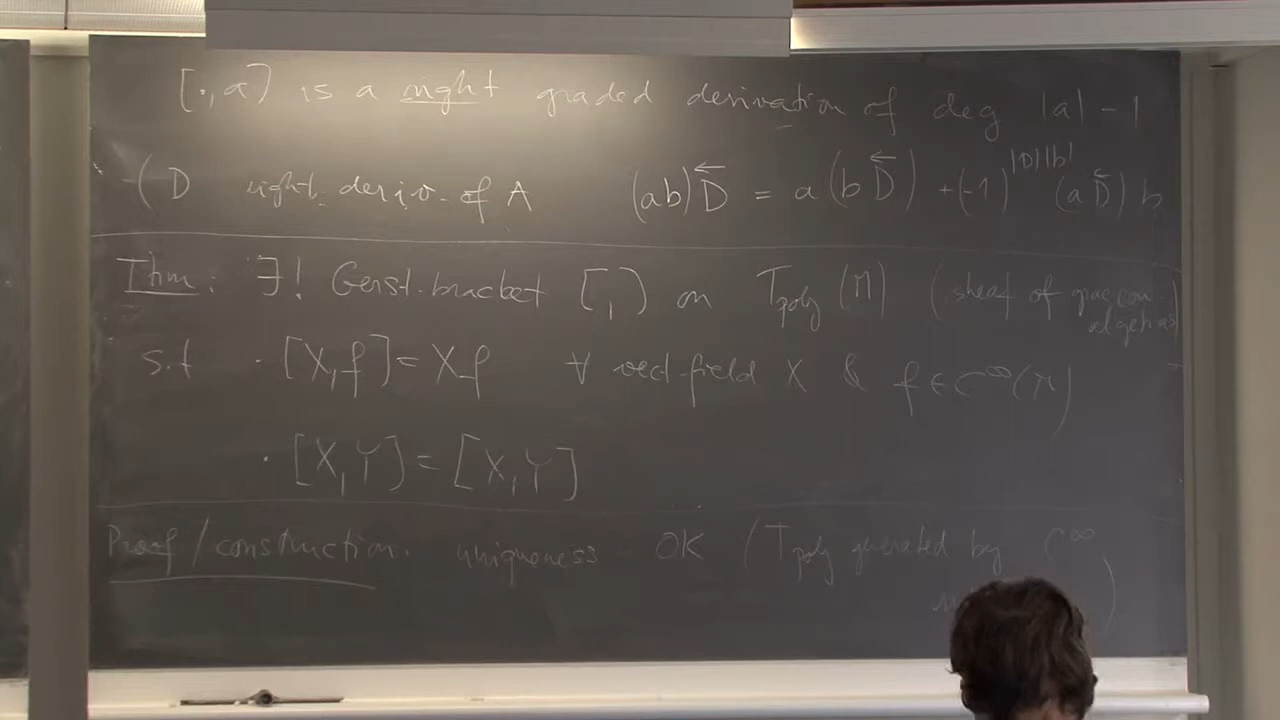 [·, a] is a right graded derivation of deg |a| - 1
( D right deriv. of A (ab)D⃖ = a(bD⃖) + (-1)^{|D||b|} (aD⃖) b
Thm: ∃! Gerst. bracket [,] on T_poly(M) (sheaf of gr. com. algebras)
s.t · [X, f] = X.f ∀ vect. field X & f ∈ C^∞(M)
· [X, Y] = [X, Y]
Proof/construction. uniqueness OK (T_poly generated by C^∞
)